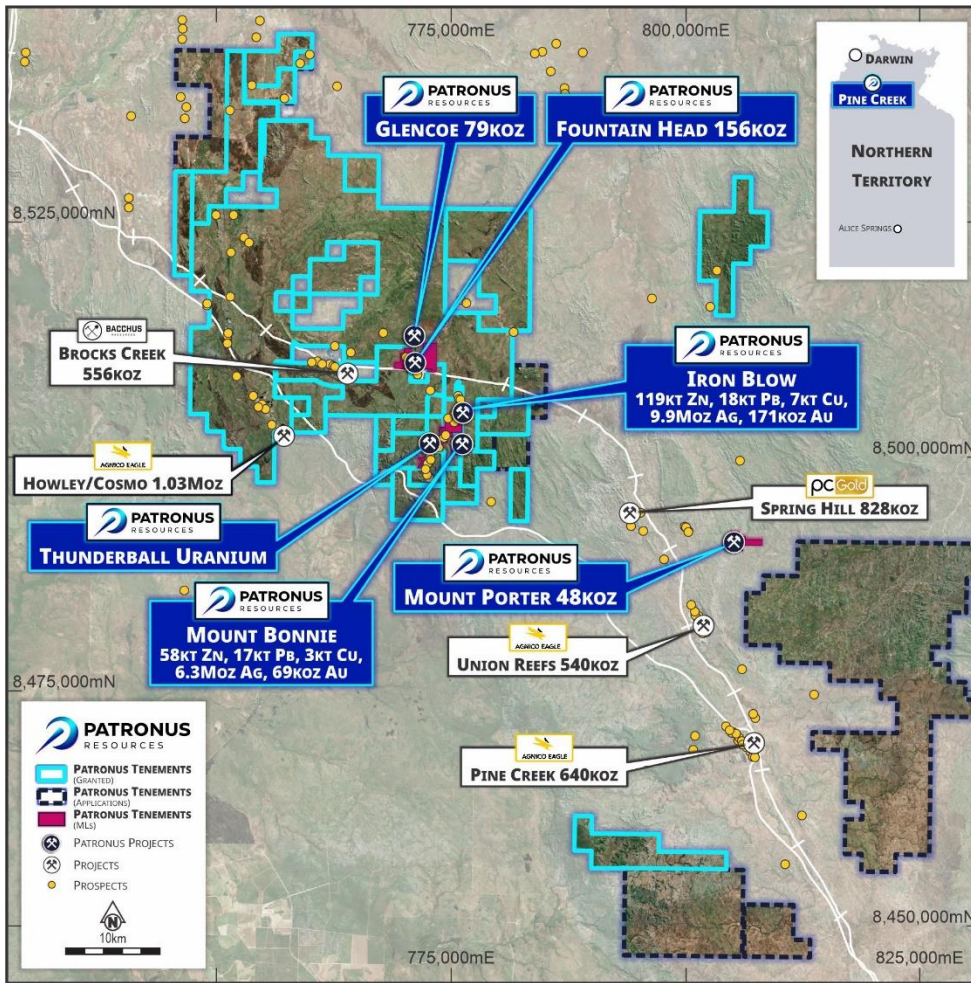 775,000mE
800,000mE
DARWIN
PINE CREEK
NORTHERN
TERRITORY
ALICE SPRINGS
PATRONUS
RESOURCES
GLENCOE 79KOZ
PATRONUS
RESOURCES
FOUNTAIN HEAD 156KOZ
8,525,000mN
BACCHUS
RESOURCES
BROCKS CREEK
556KOZ
PATRONUS
RESOURCES
IRON BLOW
119KT ZN, 18KT PB, 7KT CU,
9.9MOZ AG, 171KOZ AU
8,500,000mN
AGNICO EAGLE
HOWLEY/COSMO 1.03MOZ
pcGold
SPRING HILL 828KOZ
PATRONUS
RESOURCES
THUNDERBALL URANIUM
PATRONUS
RESOURCES
MOUNT PORTER 48KOZ
PATRONUS
RESOURCES
MOUNT BONNIE
58KT ZN, 17KT PB, 3KT CU,
6.3MOZ AG, 69KOZ AU
AGNICO EAGLE
UNION REEFS 540KOZ
8,475,000mN
AGNICO EAGLE
PINE CREEK 640KOZ
PATRONUS
RESOURCES
PATRONUS TENEMENTS
(GRANTED)
PATRONUS TENEMENTS
(APPLICATIONS)
PATRONUS TENEMENTS
(MLS)
PATRONUS PROJECTS
PROJECTS
PROSPECTS
N
10km
8,450,000mN
775,000mE
825,000mE